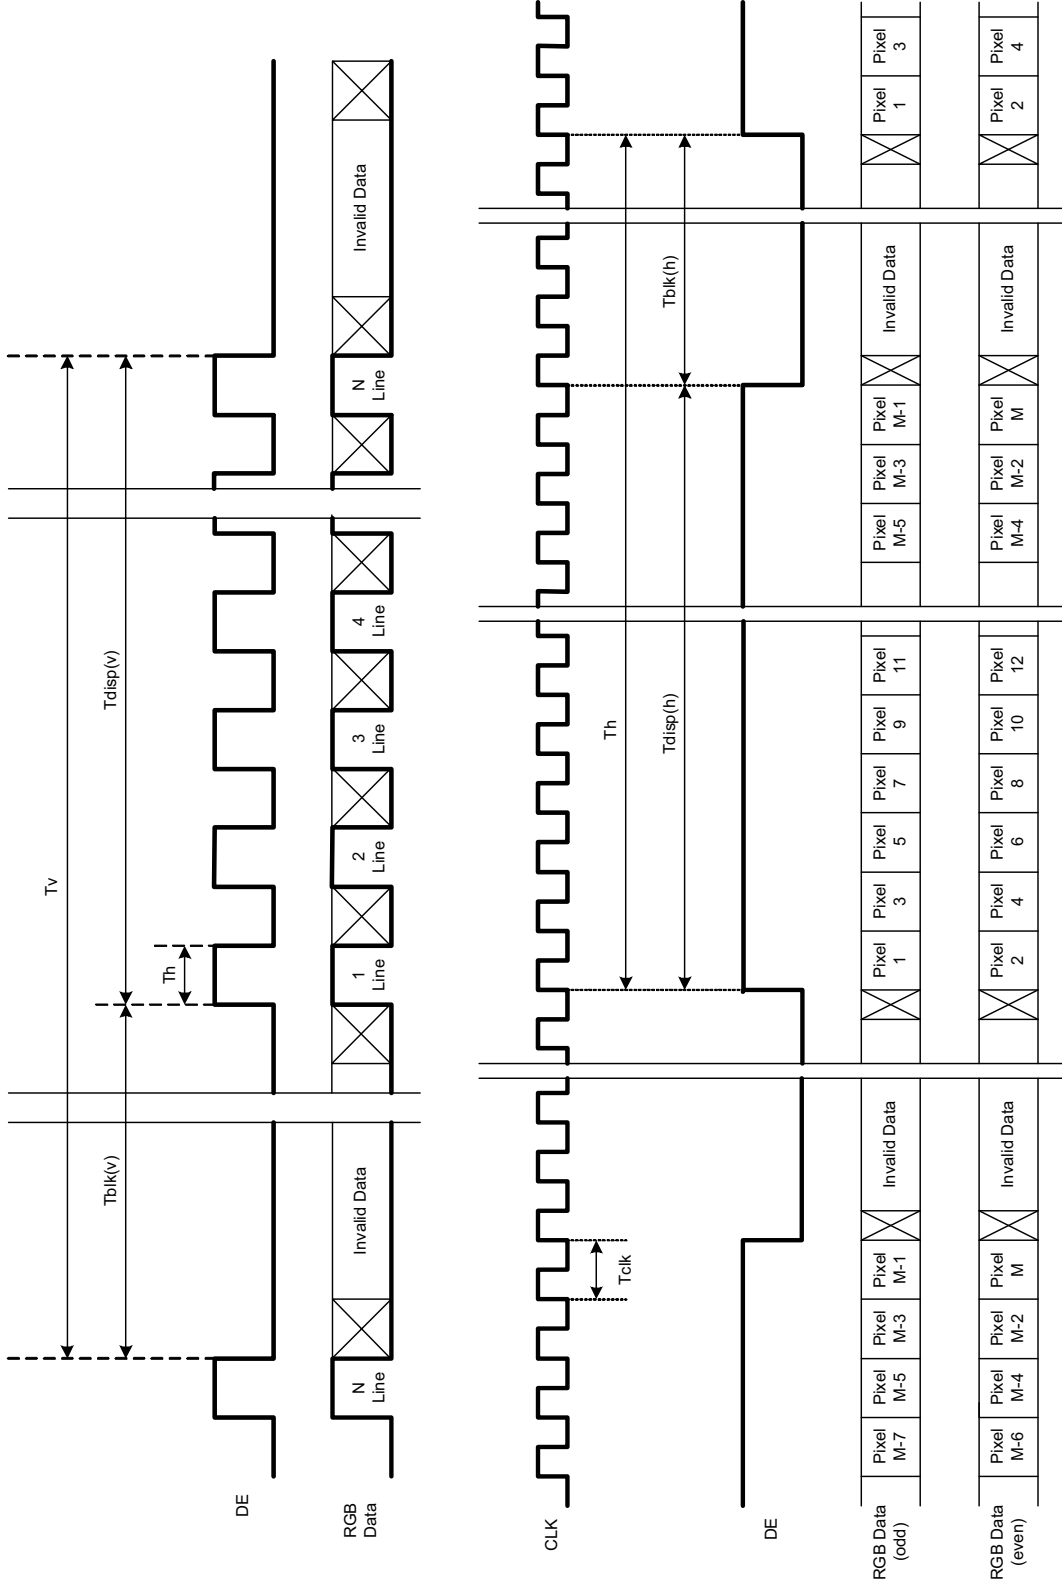 Tv
Tblk(v)
Tdisp(v)
Th
DE
RGB
Data
N
Line
Invalid Data
1
Line
2
Line
3
Line
4
Line
N
Line
Invalid Data
CLK
Tclk
Th
Tdisp(h)
Tblk(h)
DE
RGB Data
(odd)
Pixel
M-7
Pixel
M-5
Pixel
M-3
Pixel
M-1
Invalid Data
Pixel
1
Pixel
3
Pixel
5
Pixel
7
Pixel
9
Pixel
11
Pixel
M-5
Pixel
M-3
Pixel
M-1
Invalid Data
Pixel
1
Pixel
3
RGB Data
(even)
Pixel
M-6
Pixel
M-4
Pixel
M-2
Pixel
M
Invalid Data
Pixel
2
Pixel
4
Pixel
6
Pixel
8
Pixel
10
Pixel
12
Pixel
M-4
Pixel
M-2
Pixel
M
Invalid Data
Pixel
2
Pixel
4